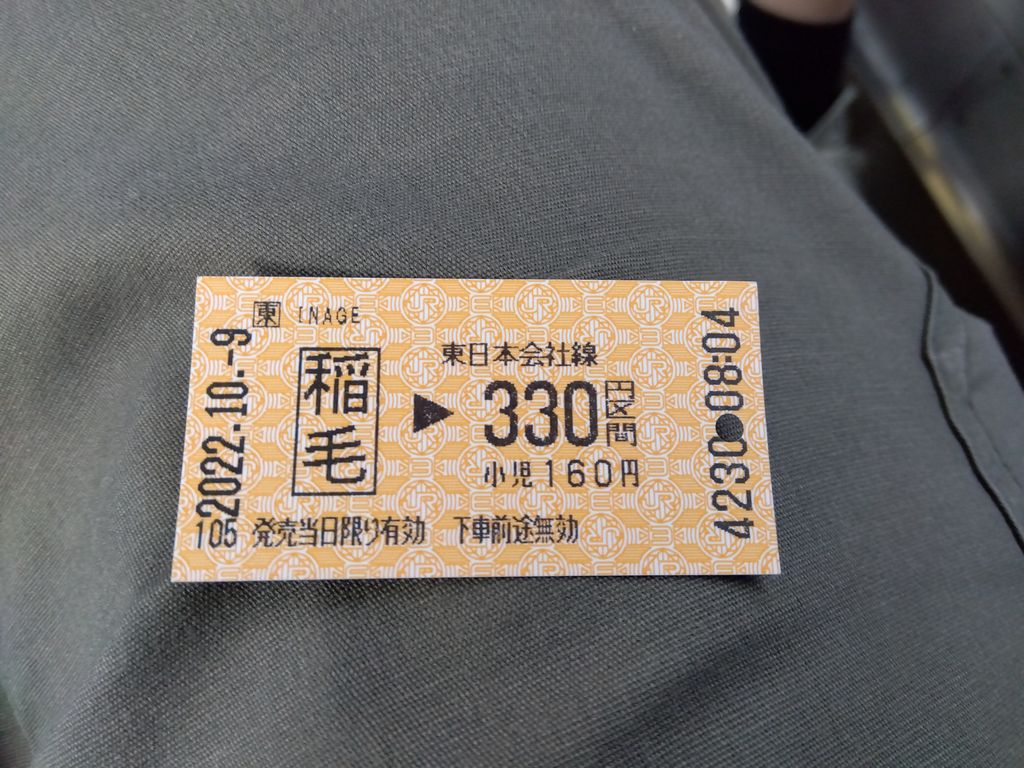 東 INAGE
2022.10.-9
稲毛
東日本会社線
▶ 330円区間
小児160円
4230 08:04
105 発売当日限り有効 下車前途無効